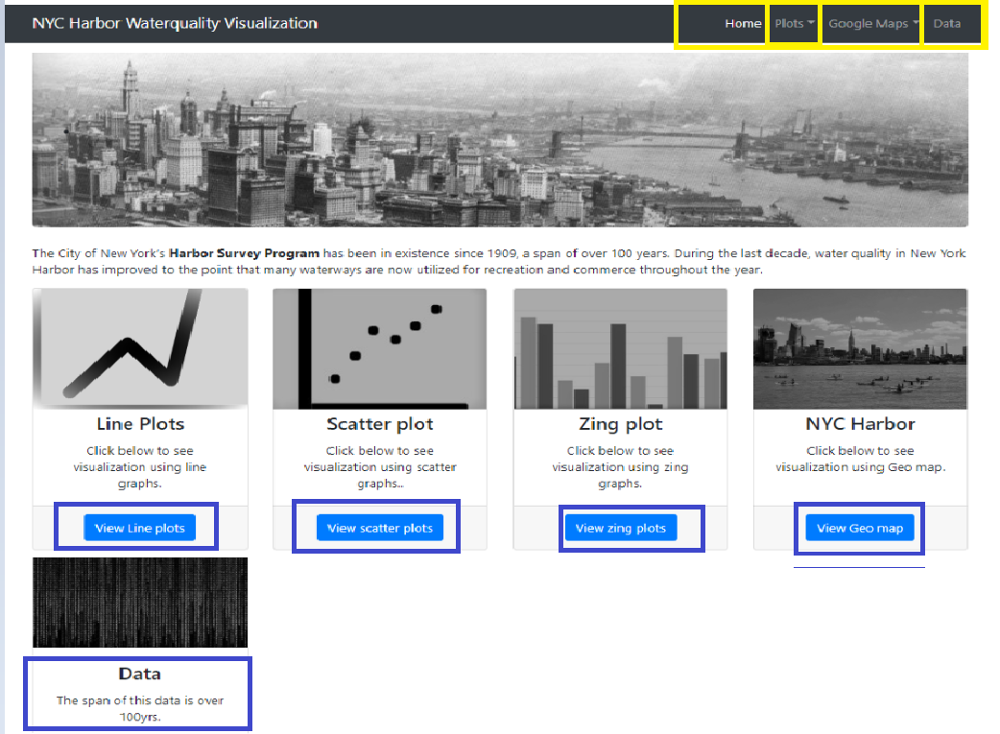 NYC Harbor Waterquality Visualization
Home Plots Google Maps Data
The City of New York's Harbor Survey Program has been in existence since 1909, a span of over 100 years. During the last decade, water quality in New York
Harbor has improved to the point that many waterways are now utilized for recreation and commerce throughout the year.
Line Plots
Click below to see
visualization using line
graphs.
View Line plots
Scatter plot
Click below to see
visualization using scatter
graphs..
View scatter plots
Zing plot
Click below to see
visualization using zing
graphs.
View zing plots
NYC Harbor
Click below to see
visualization using Geo map.
View Geo map
Data
The span of this data is over
100yrs.